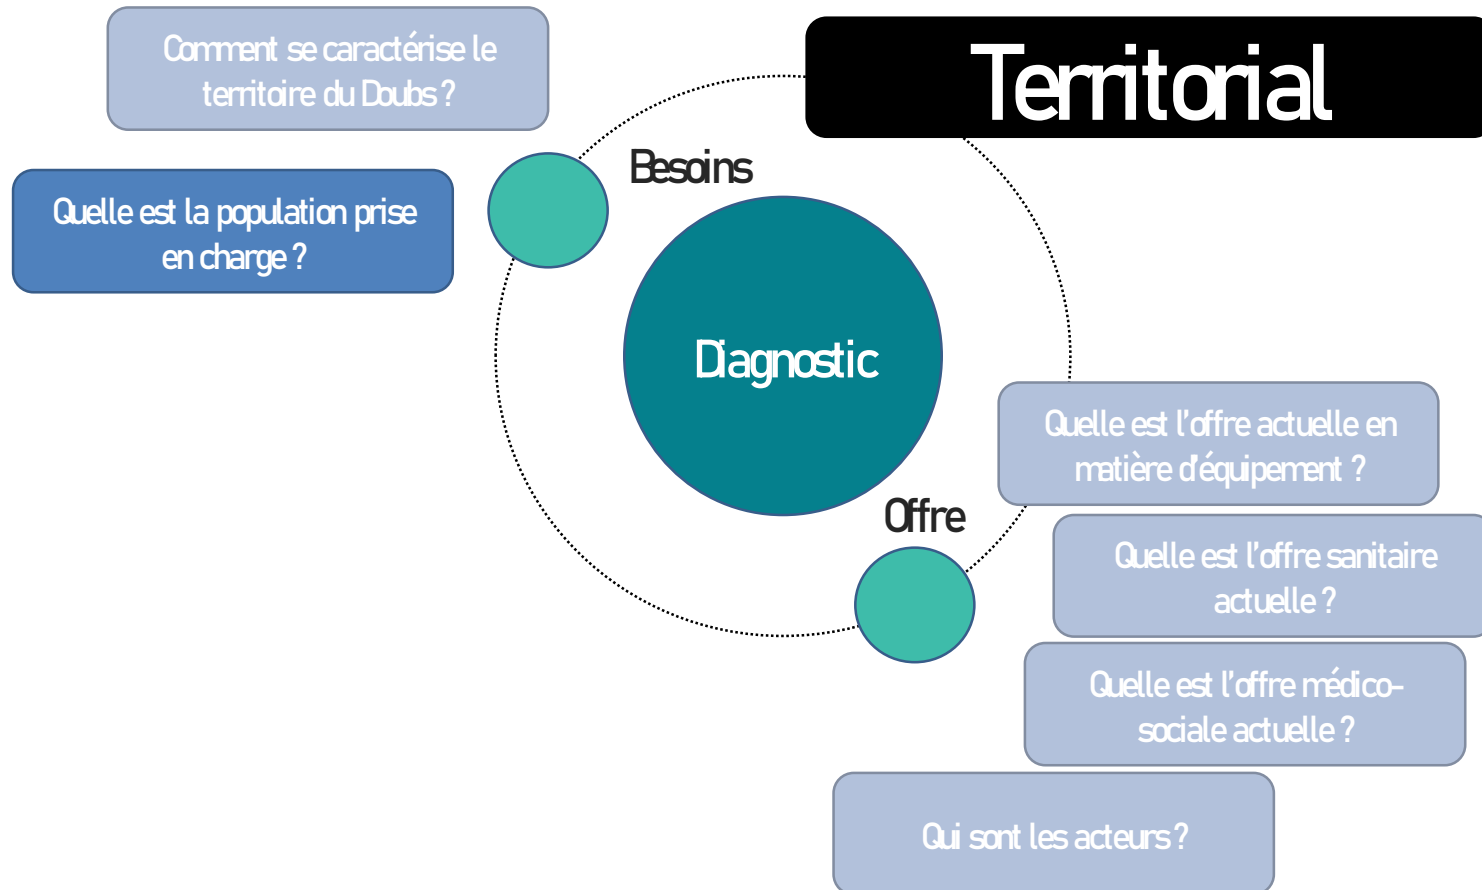 Comment se caractérise le
territoire du Doubs ?
Territorial
Besoins
Quelle est la population prise
en charge ?
Diagnostic
Quelle est l'offre actuelle en
matière d'équipement ?
Offre
Quelle est l'offre sanitaire
actuelle ?
Quelle est l'offre médico-
sociale actuelle ?
Qui sont les acteurs ?